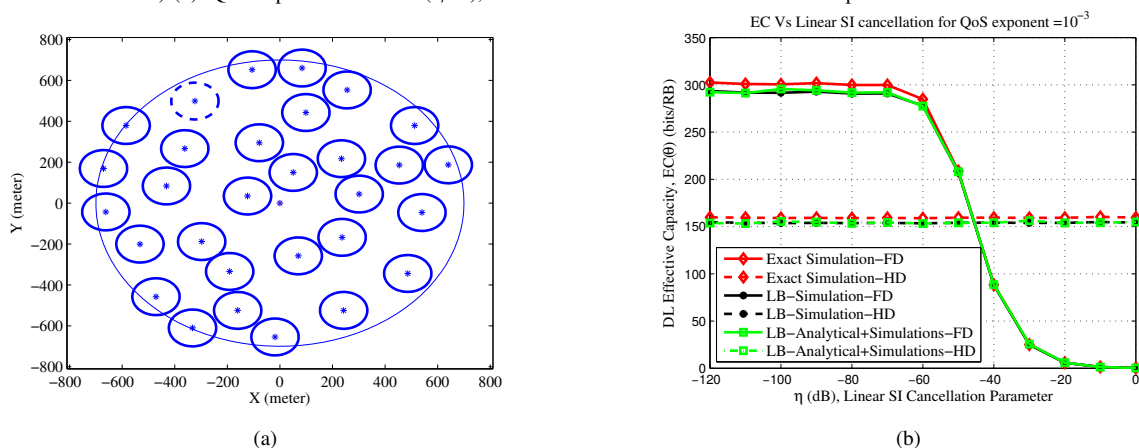 EC Vs Linear SI cancellation for QoS exponent =10⁻³
800
600
400
200
0
−200
−400
−600
−800
Y (meter)
−800 −600 −400 −200 0 200 400 600 800
X (meter)
(a)
350
300
250
200
150
100
50
0
DL Effective Capacity, EC(θ) (bits/RB)
Exact Simulation−FD
Exact Simulation−HD
LB−Simulation−FD
LB−Simulation−HD
LB−Analytical+Simulations−FD
LB−Analytical+Simulations−HD
−120 −100 −80 −60 −40 −20 0
η (dB), Linear SI Cancellation Parameter
(b)